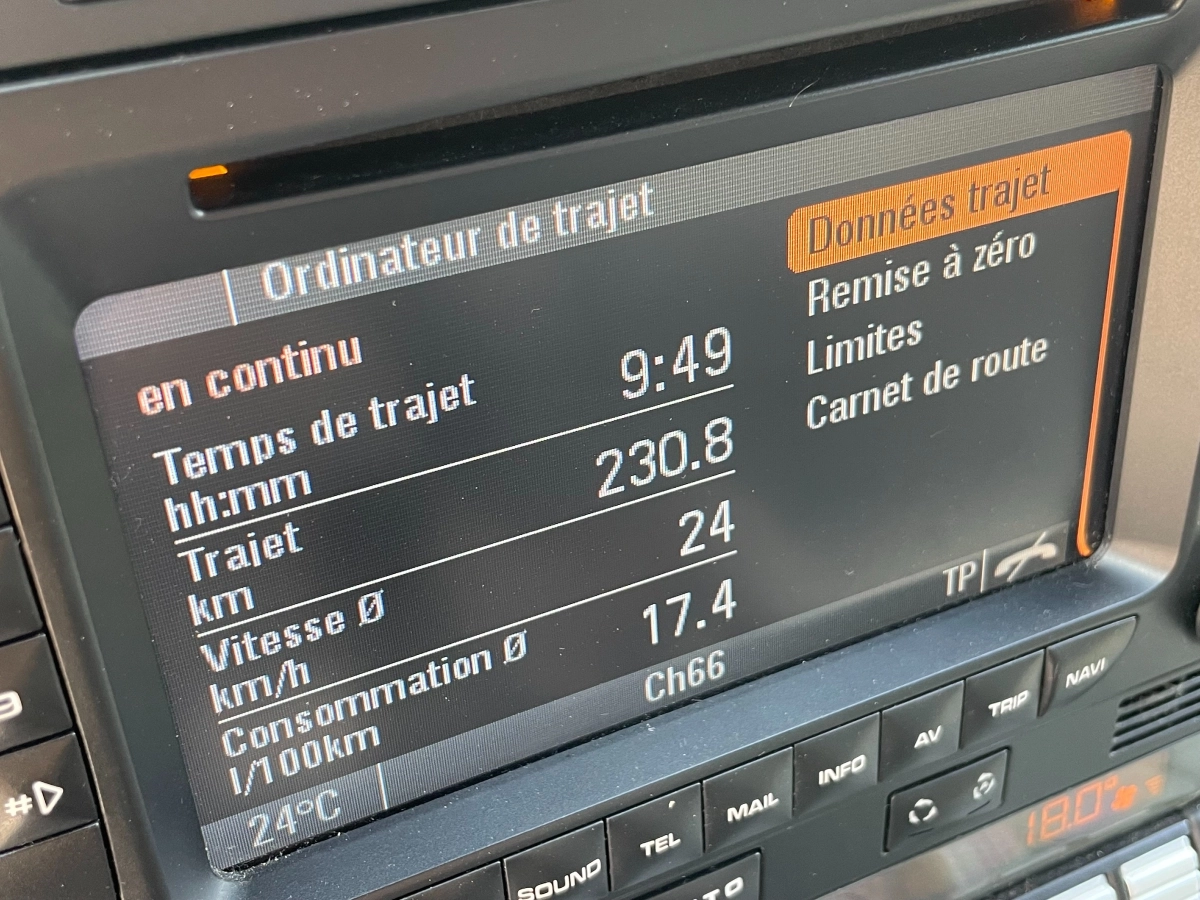 Ordinateur de trajet
en continu
Temps de trajet
hh:mm 9:49
Trajet
km 230.8
Vitesse Ø
km/h 24
Consommation Ø
l/100km 17.4
Données trajet
Remise à zéro
Limites
Carnet de route
24°C
Ch66
TP
9
#
SOUND
TEL
MAIL
INFO
AV
TRIP
NAVI
18.0°